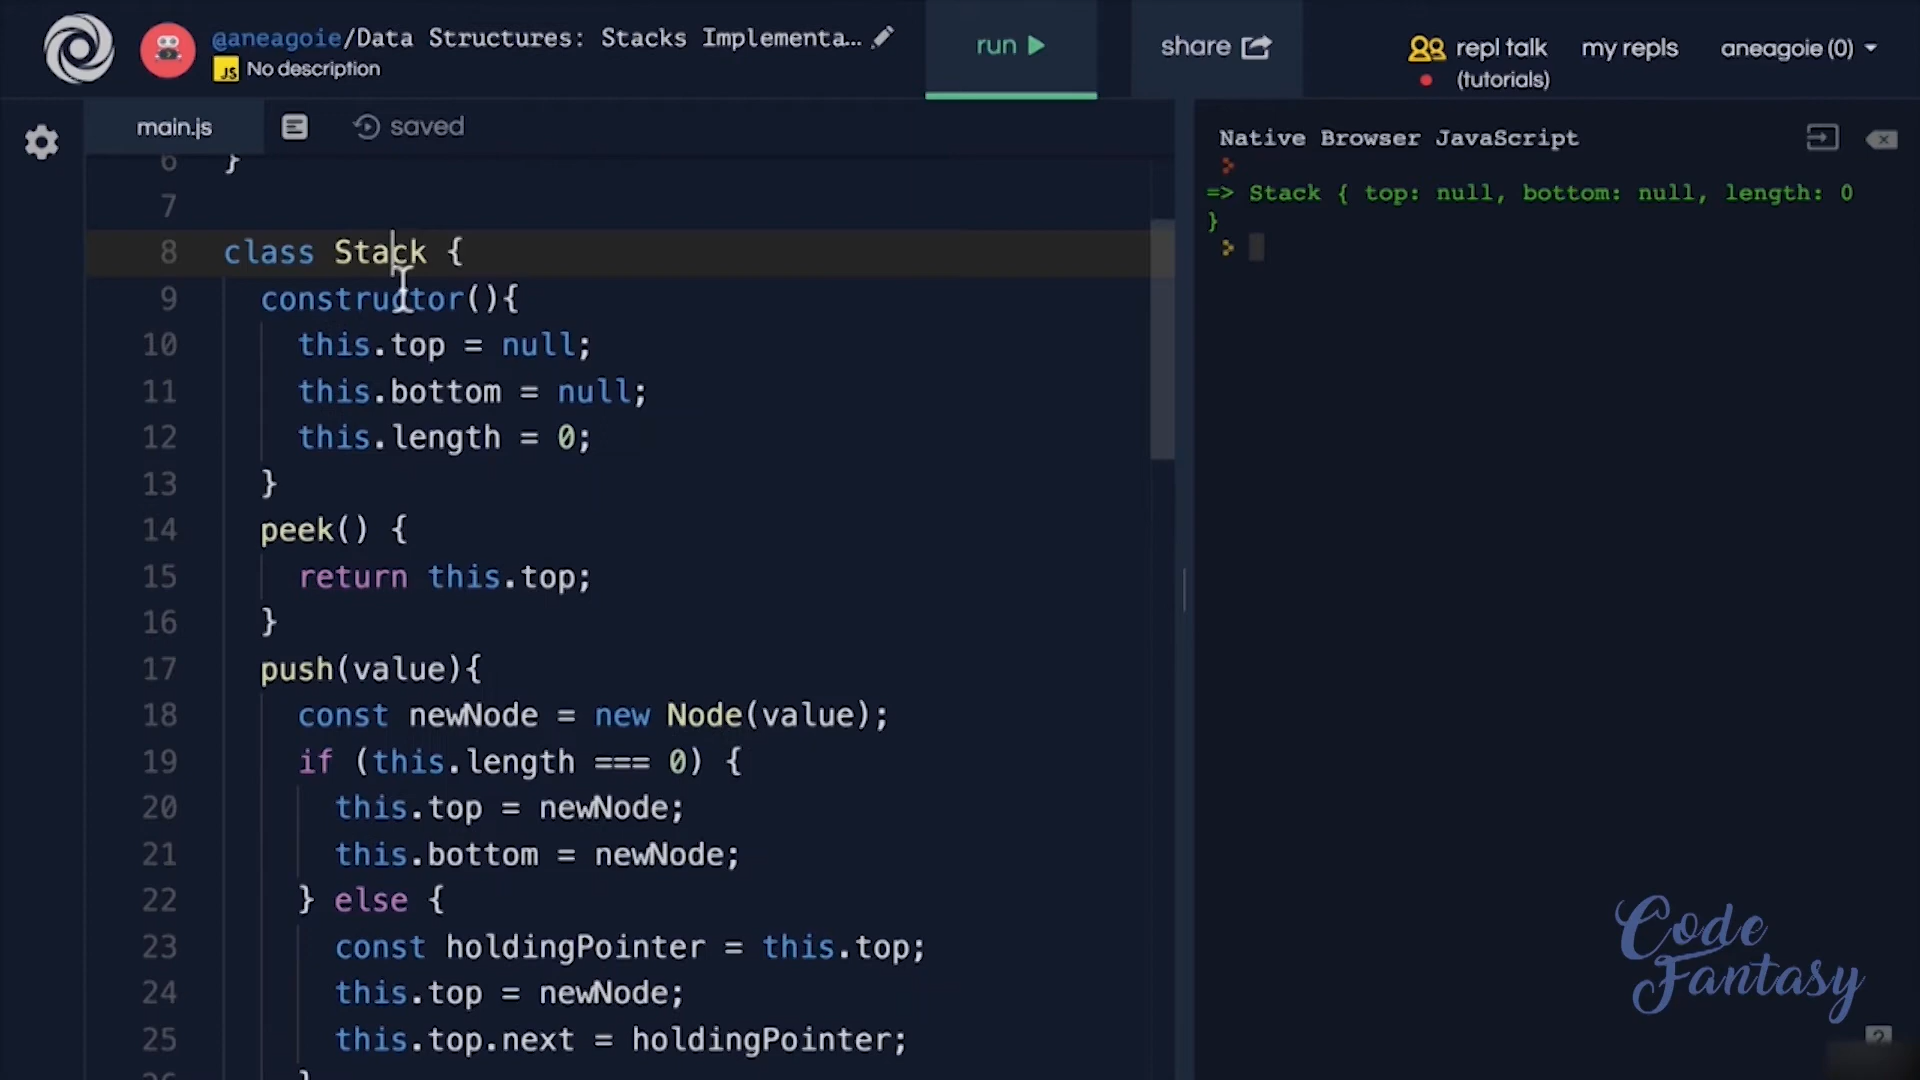 @aneagoie/Data Structures: Stacks Implementa...
JS No description
run
share
repl talk
(tutorials)
my repls
aneagoie (0)
main.js
saved
6 }
7
8 class Stack {
9 constructor(){
10 this.top = null;
11 this.bottom = null;
12 this.length = 0;
13 }
14 peek() {
15 return this.top;
16 }
17 push(value){
18 const newNode = new Node(value);
19 if (this.length === 0) {
20 this.top = newNode;
21 this.bottom = newNode;
22 } else {
23 const holdingPointer = this.top;
24 this.top = newNode;
25 this.top.next = holdingPointer;
Native Browser JavaScript
>
=> Stack { top: null, bottom: null, length: 0
}
>
Code
Fantasy
?